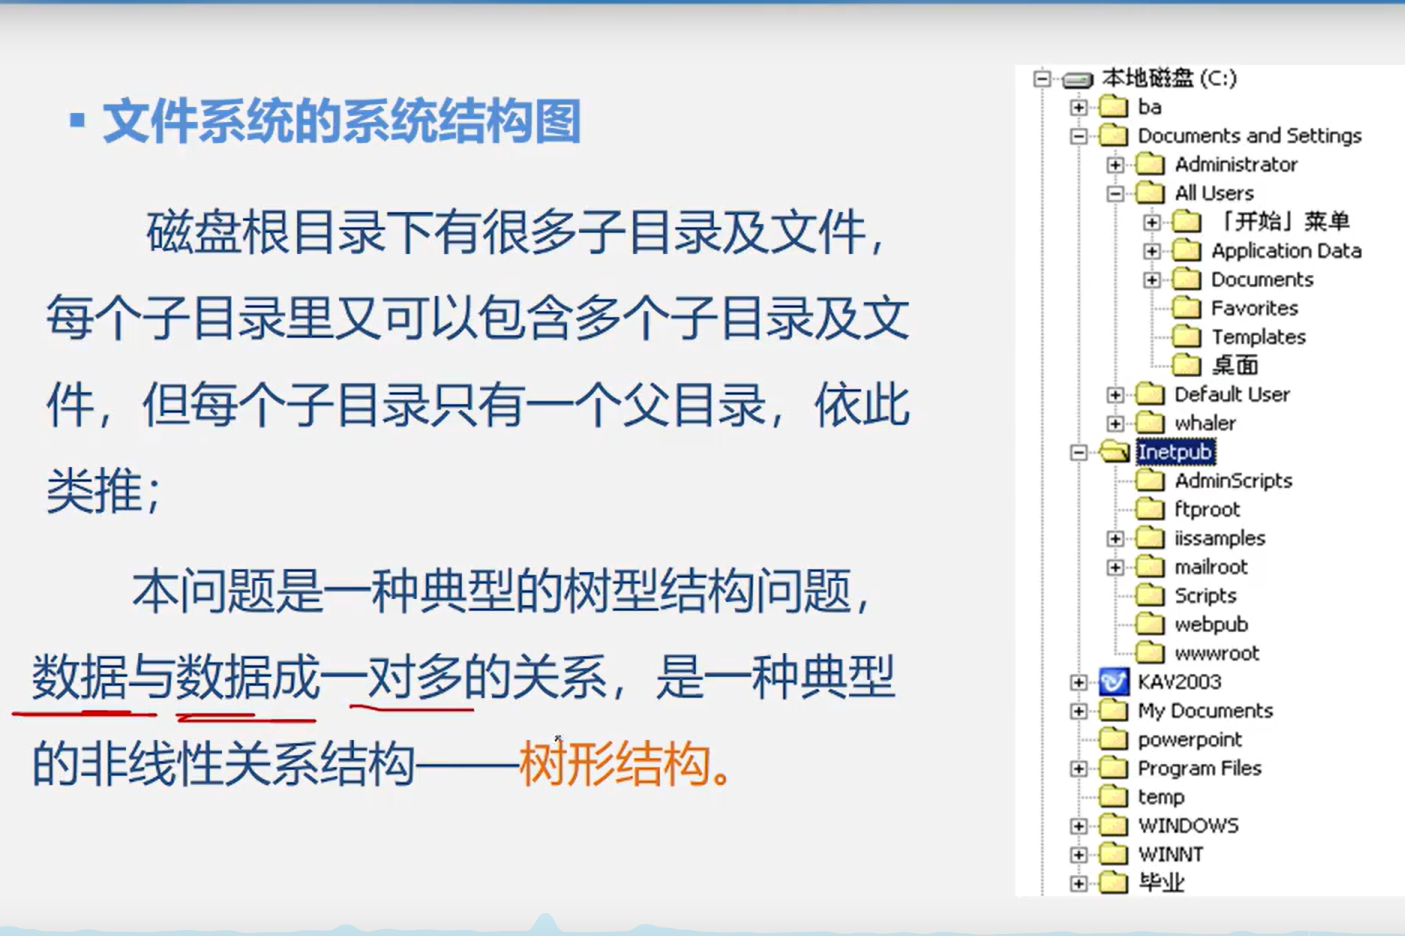 文件系统的系统结构图
磁盘根目录下有很多子目录及文件，
每个子目录里又可以包含多个子目录及文
件，但每个子目录只有一个父目录，依此
类推；
本问题是一种典型的树型结构问题，
数据与数据成一对多的关系，是一种典型
的非线性关系结构——树形结构。
本地磁盘 (C:)
ba
Documents and Settings
Administrator
All Users
「开始」菜单
Application Data
Documents
Favorites
Templates
桌面
Default User
whaler
Inetpub
AdminScripts
ftproot
iissamples
mailroot
Scripts
webpub
wwwroot
KAV2003
My Documents
powerpoint
Program Files
temp
WINDOWS
WINNT
毕业